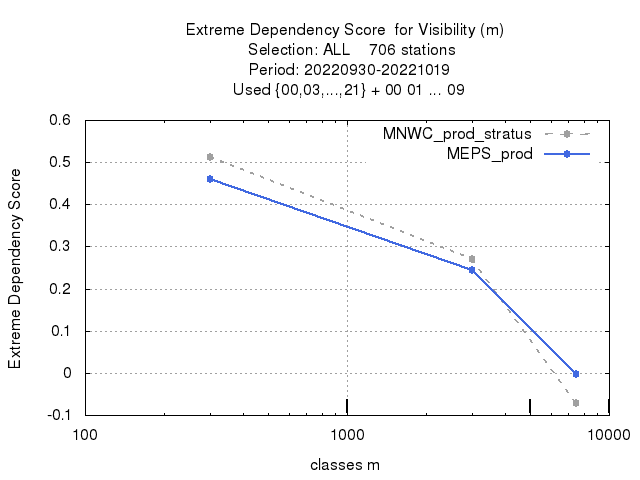 Extreme Dependency Score  for Visibility (m)
Selection: ALL    706 stations
Period: 20220930-20221019
Used {00,03,...,21} + 00 01 ... 09
MNWC_prod_stratus
MEPS_prod
Extreme Dependency Score
0.6
0.5
0.4
0.3
0.2
0.1
0
-0.1
100
1000
10000
classes m